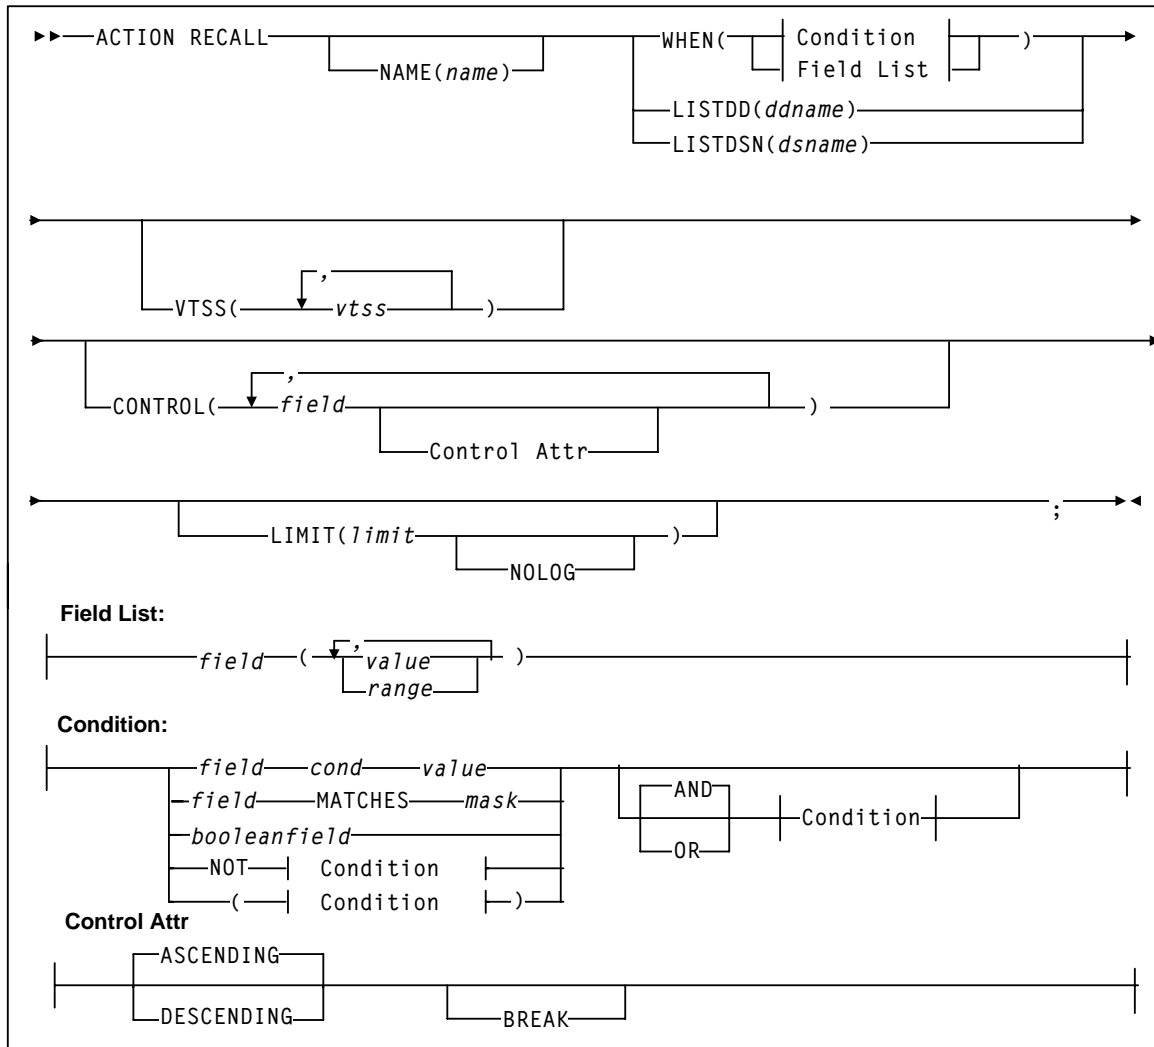 ACTION RECALL WHEN( Condition )
NAME(name) Field List
LISTDD(ddname)
LISTDSN(dsname)
,
VTSS( vtss )
,
CONTROL( field )
Control Attr
;
LIMIT(limit )
NOLOG
Field List:
,
field ( value )
range
Condition:
field cond value AND
field MATCHES mask Condition
booleanfield OR
NOT Condition
( Condition )
Control Attr
ASCENDING
DESCENDING BREAK